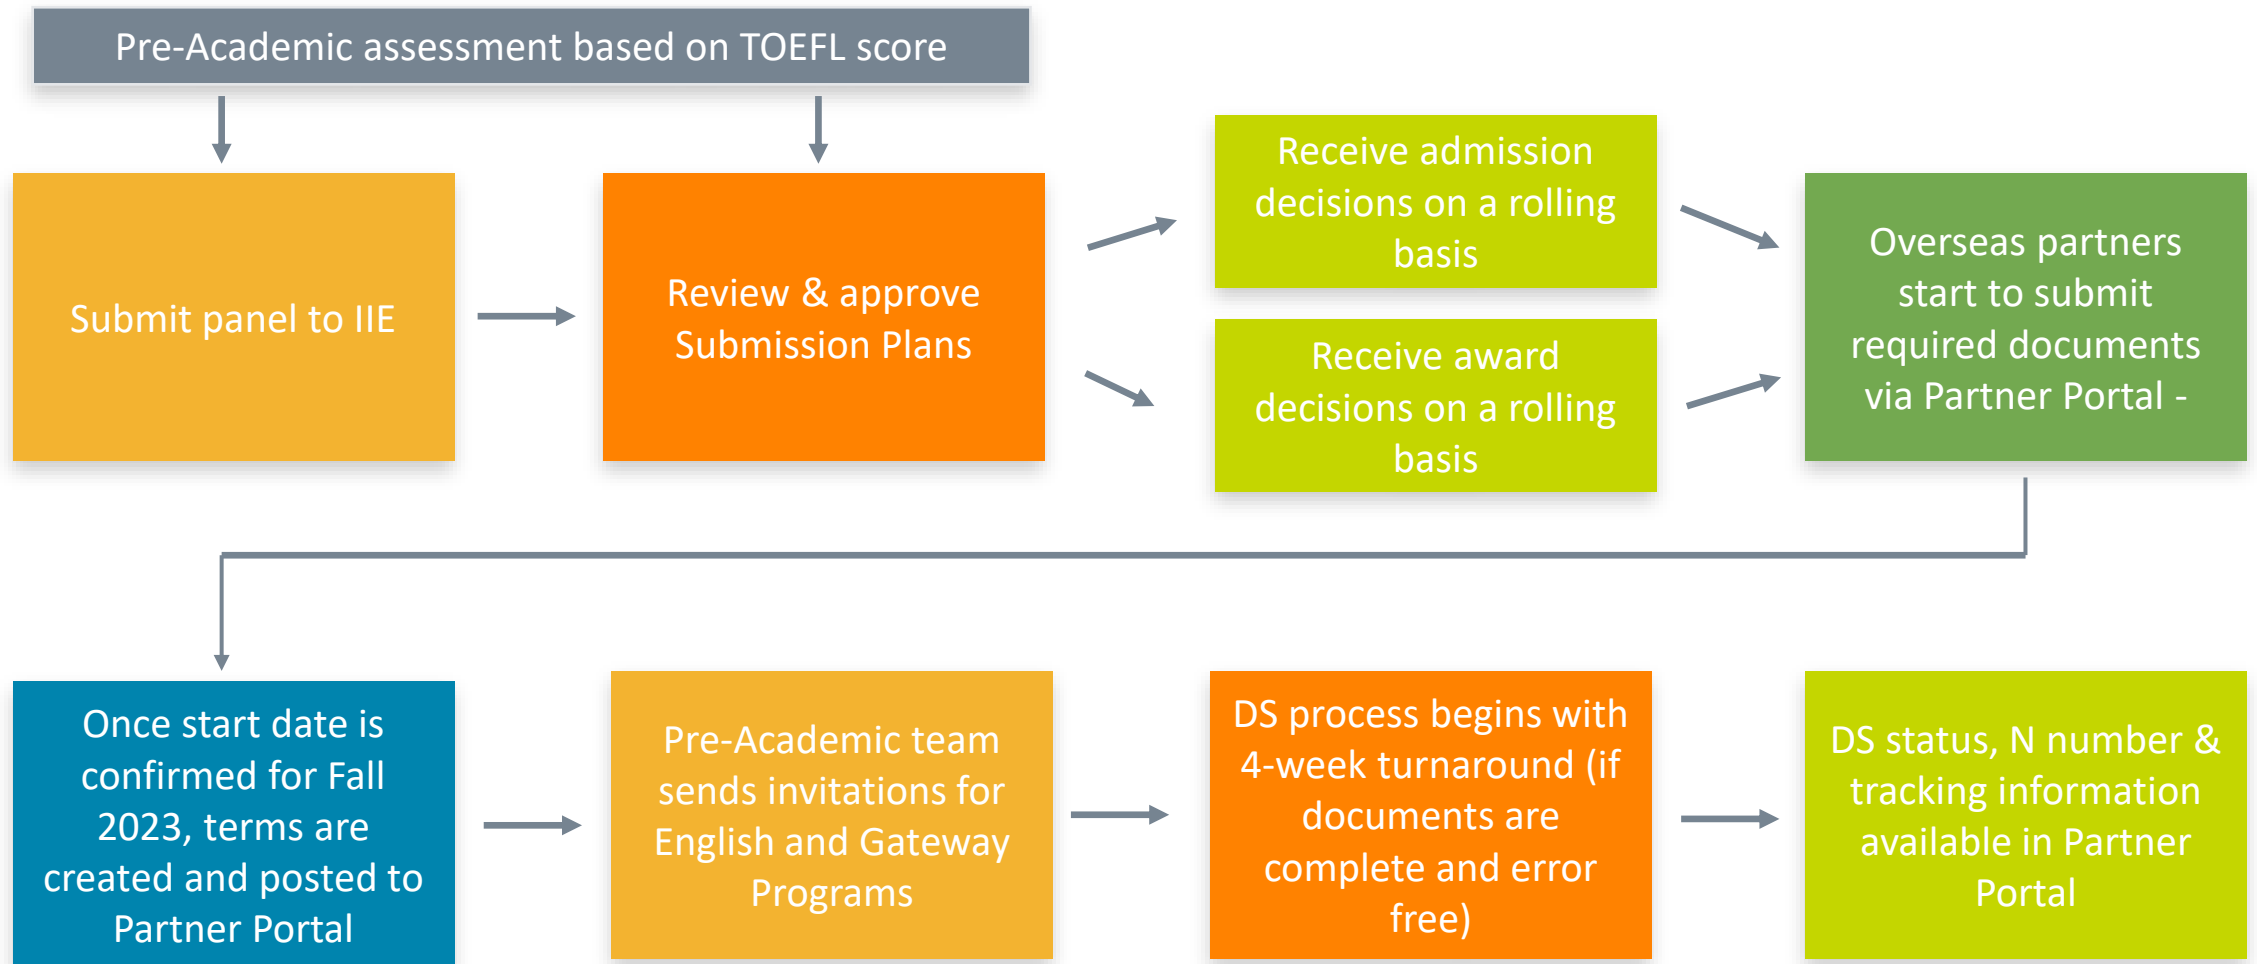 Pre-Academic assessment based on TOEFL score
Submit panel to IIE
Review & approve
Submission Plans
Receive admission
decisions on a rolling
basis
Receive award
decisions on a rolling
basis
Overseas partners
start to submit
required documents
via Partner Portal -
Once start date is
confirmed for Fall
2023, terms are
created and posted to
Partner Portal
Pre-Academic team
sends invitations for
English and Gateway
Programs
DS process begins with
4-week turnaround (if
documents are
complete and error
free)
DS status, N number &
tracking information
available in Partner
Portal